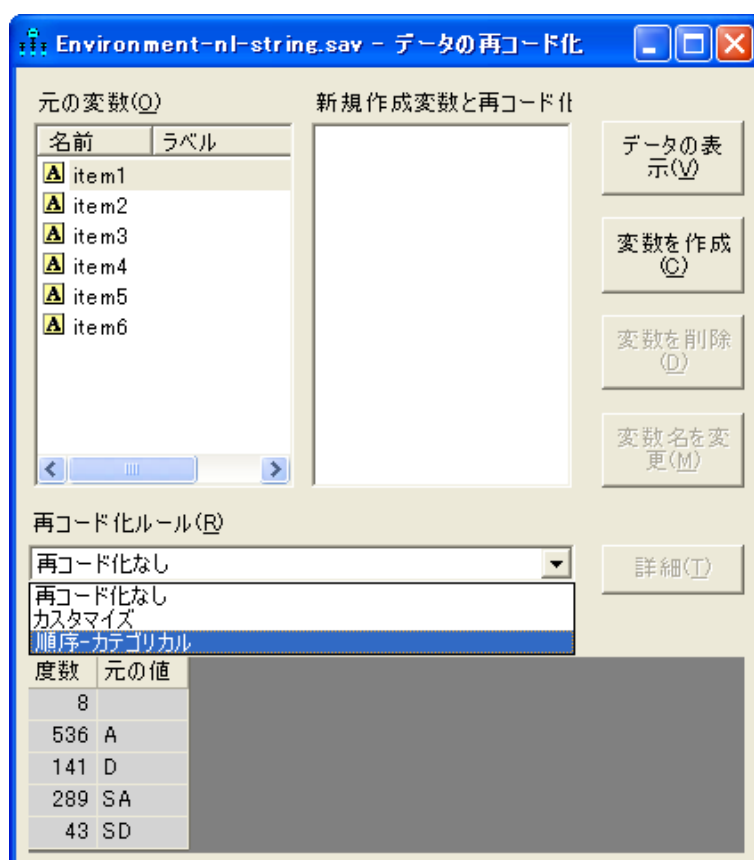 Environment-nl-string.sav - データの再コード化
元の変数(O)
新規作成変数と再コード化
名前 ラベル
item1
item2
item3
item4
item5
item6
データの表示(V)
変数を作成(C)
変数を削除(D)
変数名を変更(M)
再コード化ルール(R)
再コード化なし
詳細(T)
再コード化なし
カスタマイズ
順序-カテゴリカル
度数 元の値
8
536 A
141 D
289 SA
43 SD